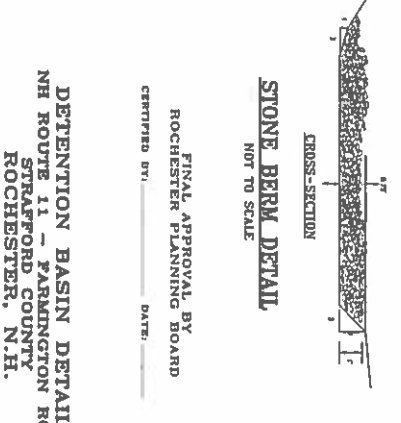 CROSS-SECTION
STONE BERM DETAIL
NOT TO SCALE
FINAL APPROVAL BY
ROCHESTER PLANNING BOARD
CERTIFIED BY: DATE:
DETENTION BASIN DETAIL
NH ROUTE 11 - FARMINGTON
STRAFFORD COUNTY
ROCHESTER, N.H.